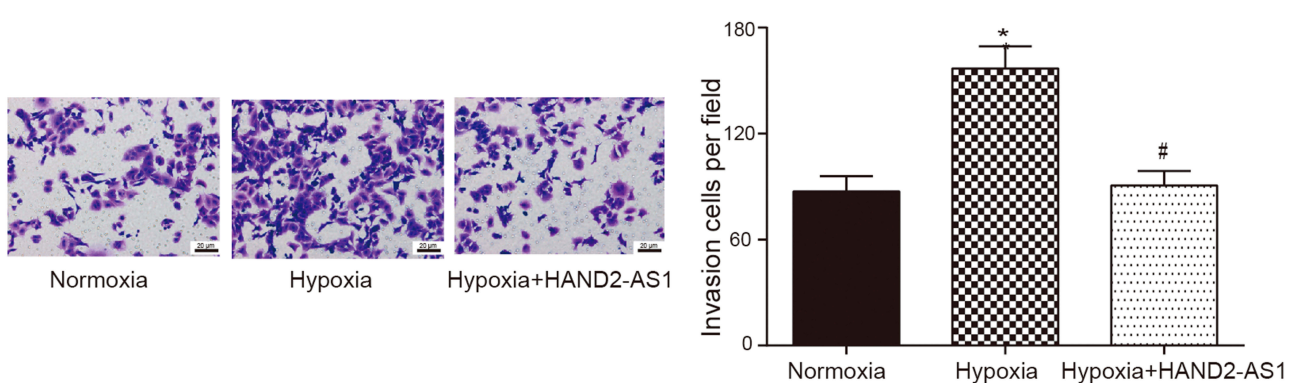 20 μm
20 μm
20 μm
Normoxia
Hypoxia
Hypoxia+HAND2-AS1
Invasion cells per field
180
120
60
0
*
*
#
Normoxia
Hypoxia
Hypoxia+HAND2-AS1